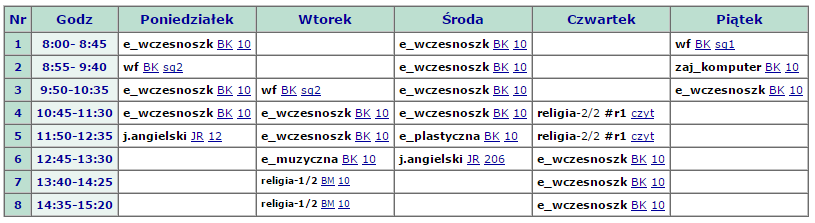 Nr Godz Poniedziałek Wtorek Środa Czwartek Piątek
1 8:00- 8:45 e_wczesnoszk BK 10 e_wczesnoszk BK 10 wf BK sg1
2 8:55- 9:40 wf BK sg2 e_wczesnoszk BK 10 zaj_komputer BK 10
3 9:50-10:35 e_wczesnoszk BK 10 wf BK sg2 e_wczesnoszk BK 10 e_wczesnoszk BK 10
4 10:45-11:30 e_wczesnoszk BK 10 e_wczesnoszk BK 10 e_wczesnoszk BK 10 religia-2/2 #r1 czyt
5 11:50-12:35 j.angielski JR 12 e_wczesnoszk BK 10 e_plastyczna BK 10 religia-2/2 #r1 czyt
6 12:45-13:30 e_muzyczna BK 10 j.angielski JR 206 e_wczesnoszk BK 10
7 13:40-14:25 religia-1/2 BM 10 e_wczesnoszk BK 10
8 14:35-15:20 religia-1/2 BM 10 e_wczesnoszk BK 10